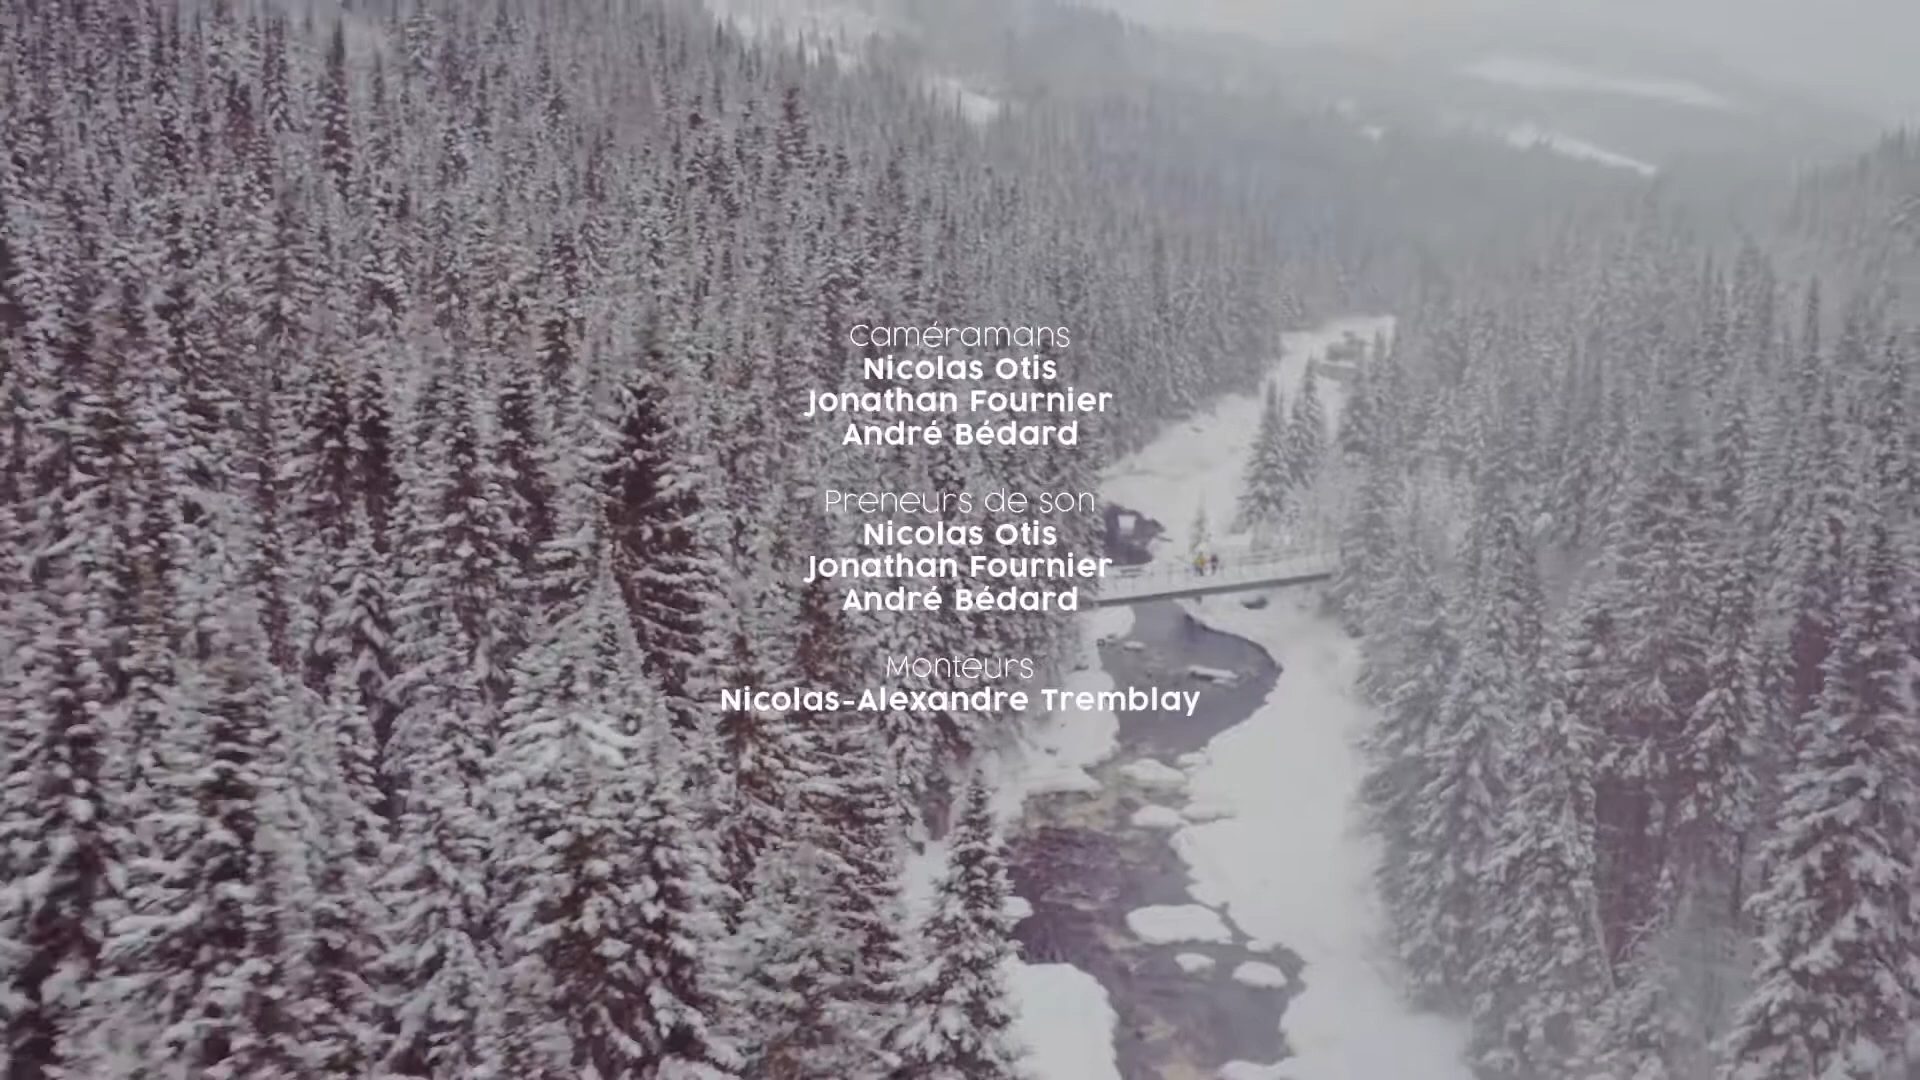 Caméramans
Nicolas Otis
Jonathan Fournier
André Bédard
Preneurs de son
Nicolas Otis
Jonathan Fournier
André Bédard
Monteurs
Nicolas-Alexandre Tremblay